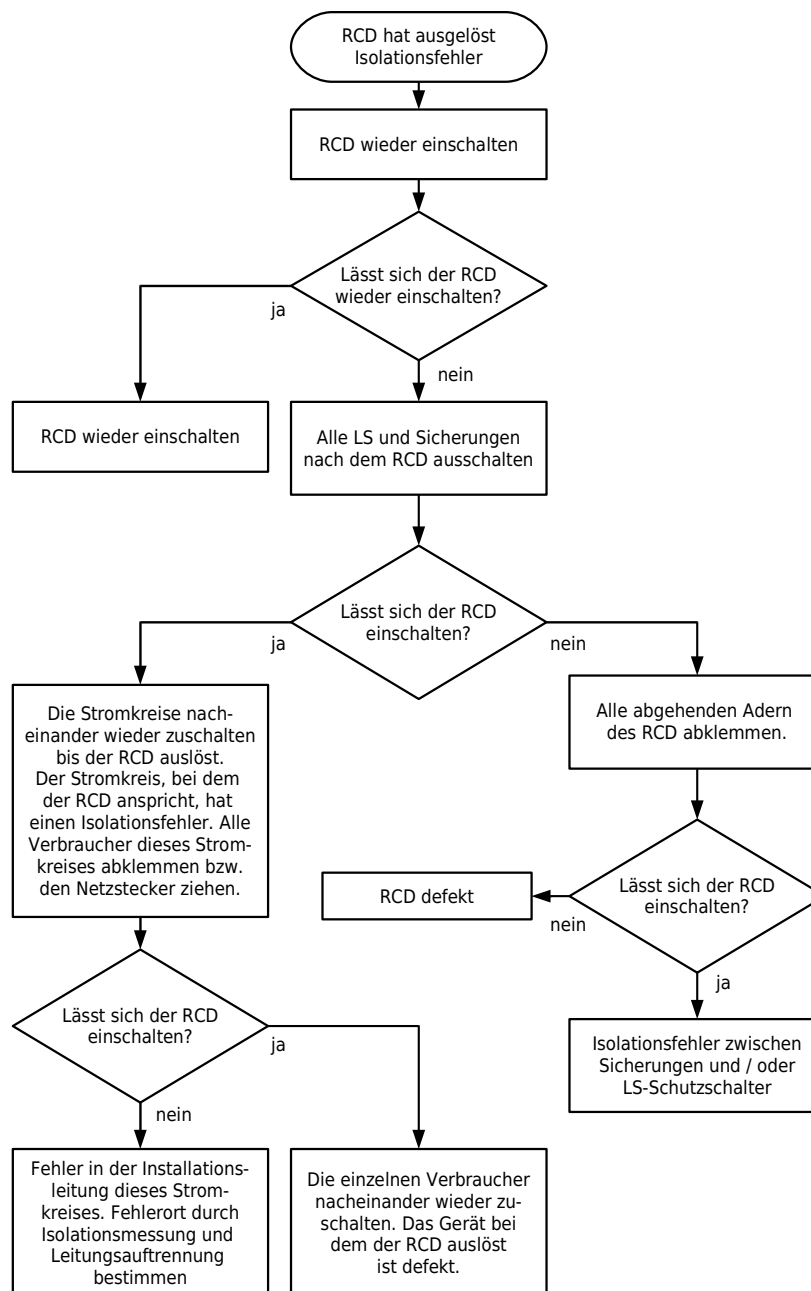 RCD hat ausgelöst
Isolationsfehler
RCD wieder einschalten
Lässt sich der RCD
wieder einschalten?
ja
nein
RCD wieder einschalten
Alle LS und Sicherungen
nach dem RCD ausschalten
Lässt sich der RCD
einschalten?
ja
nein
Die Stromkreise nach-
einander wieder zuschalten
bis der RCD auslöst.
Der Stromkreis, bei dem
der RCD anspricht, hat
einen Isolationsfehler. Alle
Verbraucher dieses Strom-
kreises abklemmen bzw.
den Netzstecker ziehen.
Alle abgehenden Adern
des RCD abklemmen.
Lässt sich der RCD
einschalten?
nein
ja
RCD defekt
Isolationsfehler zwischen
Sicherungen und / oder
LS-Schutzschalter
Lässt sich der RCD
einschalten?
ja
nein
Fehler in der Installations-
leitung dieses Strom-
kreises. Fehlerort durch
Isolationsmessung und
Leitungsauftrennung
bestimmen
Die einzelnen Verbraucher
nacheinander wieder zu-
schalten. Das Gerät bei
dem der RCD auslöst
ist defekt.